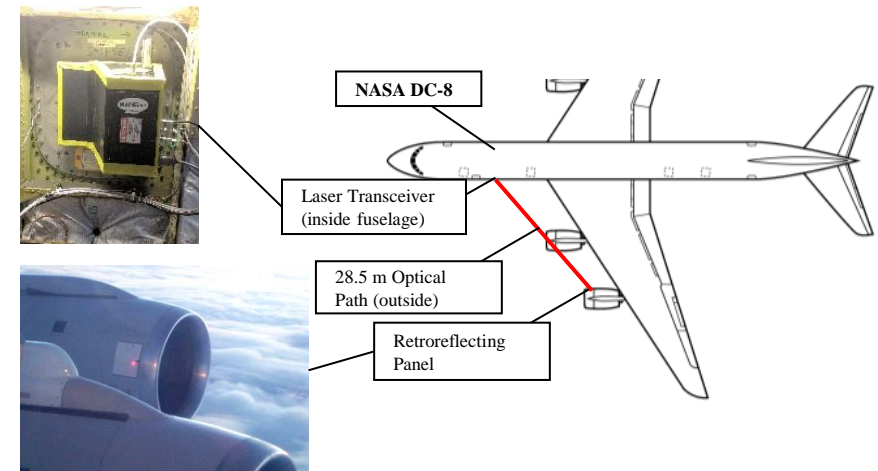 NASA DC-8
Laser Transceiver
(inside fuselage)
28.5 m Optical
Path (outside)
Retroreflecting
Panel